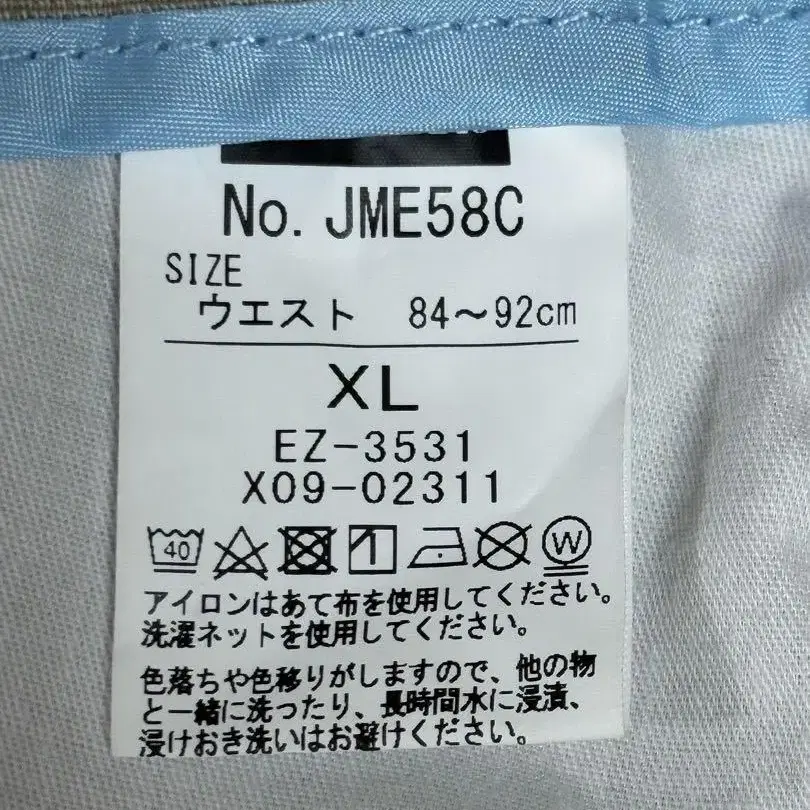 No. JME58C
SIZE
ウエスト 84～92cm
XL
EZ-3531
X09-02311
40 W
アイロンはあて布を使用してください。
洗濯ネットを使用してください。
色落ちや色移りがしますので、他の物
と一緒に洗ったり、長時間水に浸漬、
浸けおき洗いはお避けください。